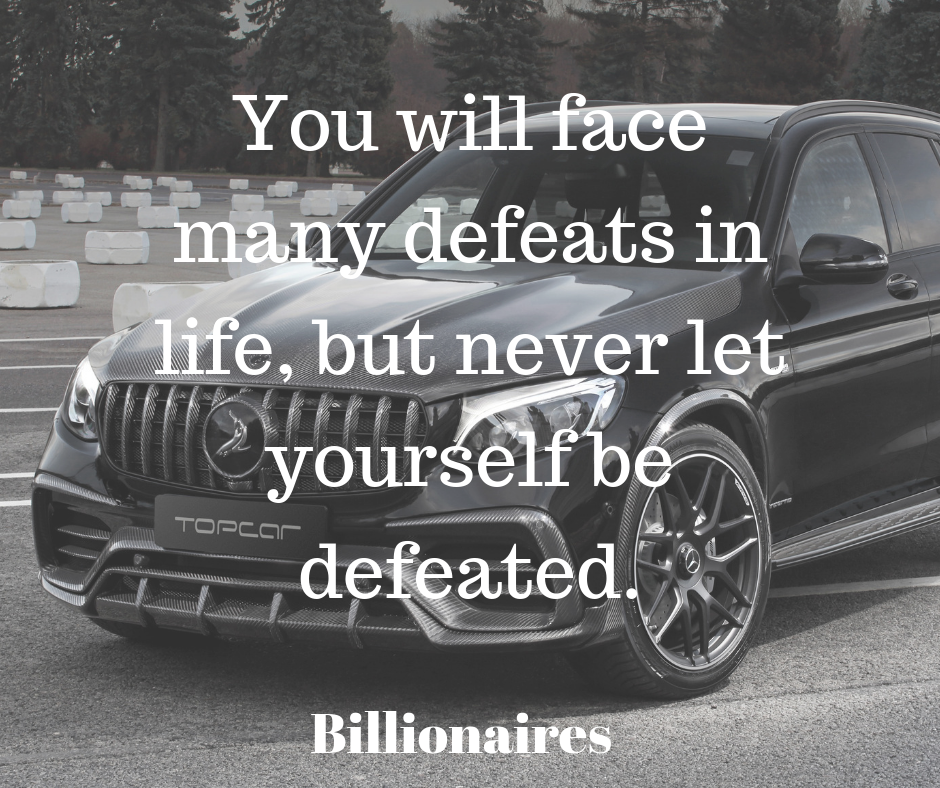 You will face
many defeats in
life, but never let
yourself be
defeated.
TOPCAR
Billionaires